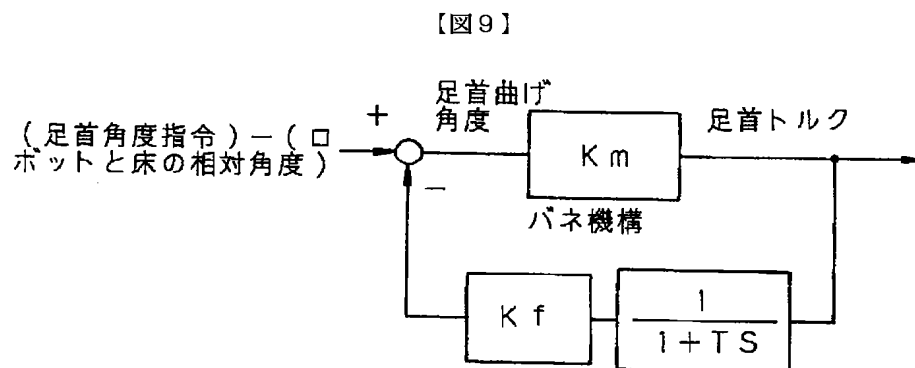 【図9】
足首曲げ
角度
足首トルク
+
(足首角度指令)−(ロ
ボットと床の相対角度)
Km
−
バネ機構
Kf
1
1+TS